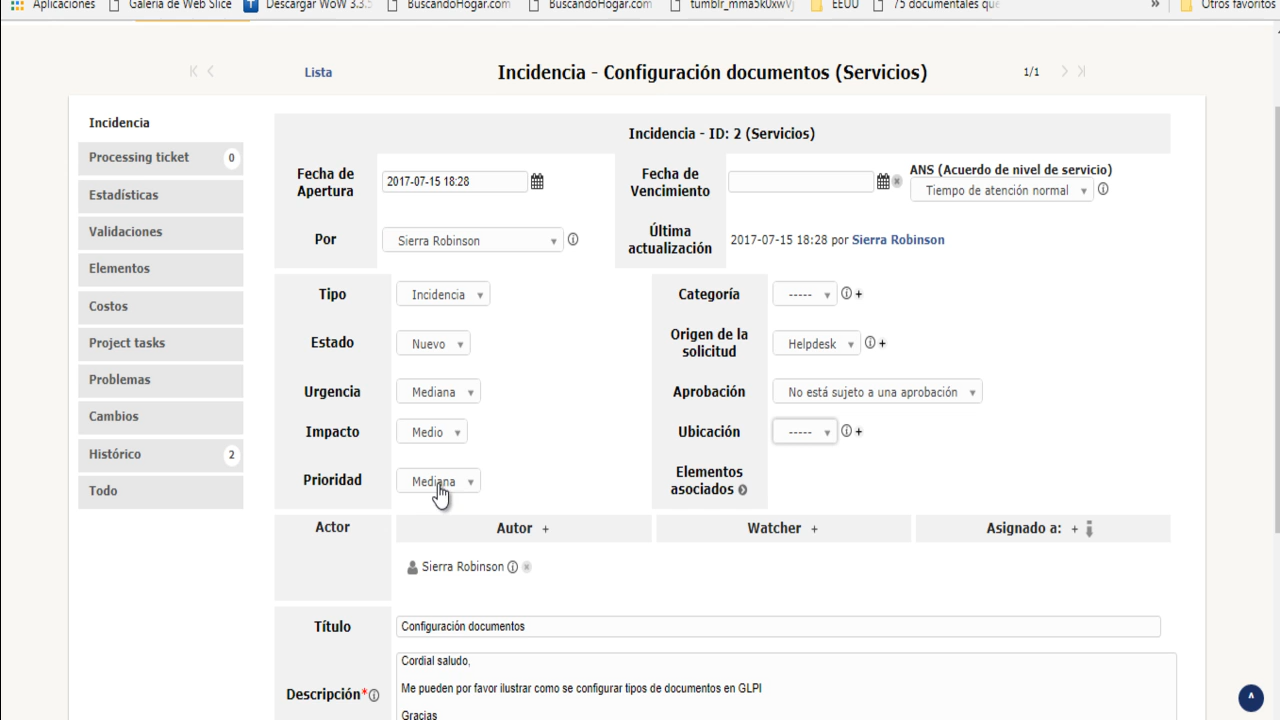 Aplicaciones Galería de Web Slice Descargar WoW 3.3.5 BuscandoHogar.com BuscandoHogar.com EEUU 75 documentales que » Otros favoritos
Lista Incidencia - Configuración documentos (Servicios) 1/1
Incidencia
Processing ticket 0
Estadísticas
Validaciones
Elementos
Costos
Project tasks
Problemas
Cambios
Histórico 2
Todo
Incidencia - ID: 2 (Servicios)
Fecha de Apertura 2017-07-15 18:28 Fecha de Vencimiento ANS (Acuerdo de nivel de servicio)
Tiempo de atención normal
Por Sierra Robinson Última actualización 2017-07-15 18:28 por Sierra Robinson
Tipo Incidencia Categoría ----- +
Estado Nuevo Origen de la solicitud Helpdesk +
Urgencia Mediana Aprobación No está sujeto a una aprobación
Impacto Medio Ubicación ----- +
Prioridad Mediana Elementos asociados
Actor Autor + Watcher + Asignado a: +
Sierra Robinson
Título Configuración documentos
Descripción*
Cordial saludo,
Me pueden por favor ilustrar como se configurar tipos de documentos en GLPI
Gracias